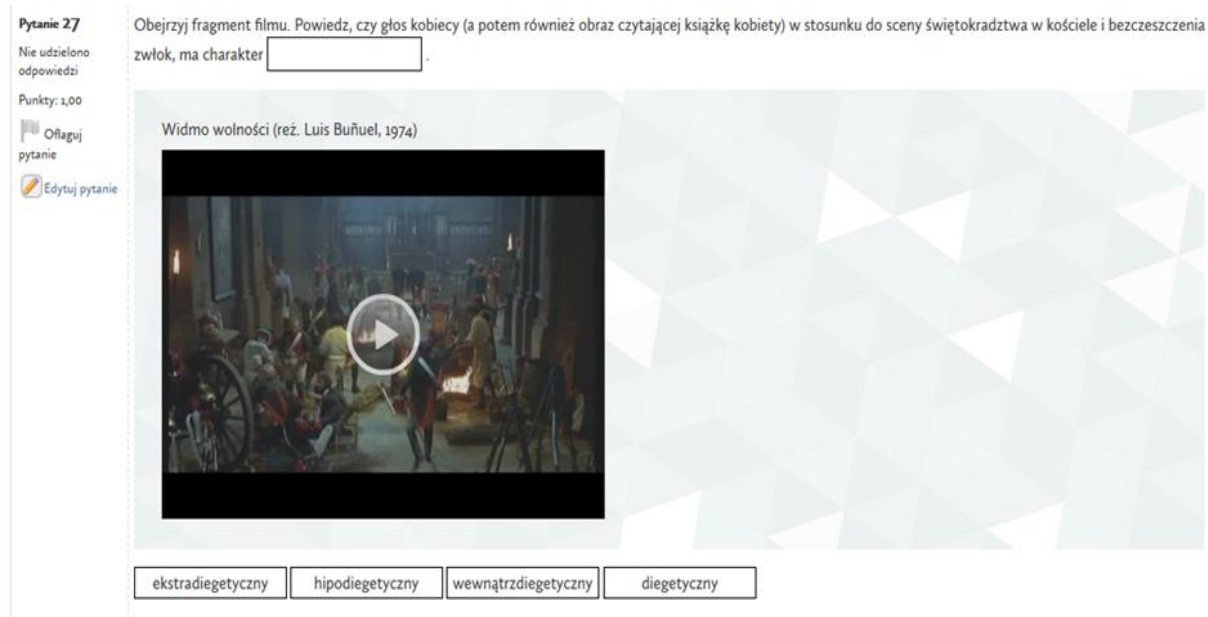 Pytanie 27
Nie udzielono
odpowiedzi
Punkty: 1,00
Oflaguj
pytanie
Edytuj pytanie
Obejrzyj fragment filmu. Powiedz, czy głos kobiecy (a potem również obraz czytającej książkę kobiety) w stosunku do sceny świętokradztwa w kościele i bezczeszczenia
zwłok, ma charakter .
Widmo wolności (reż. Luis Buñuel, 1974)
ekstradiegetyczny hipodiegetyczny wewnątrzdiegetyczny diegetyczny